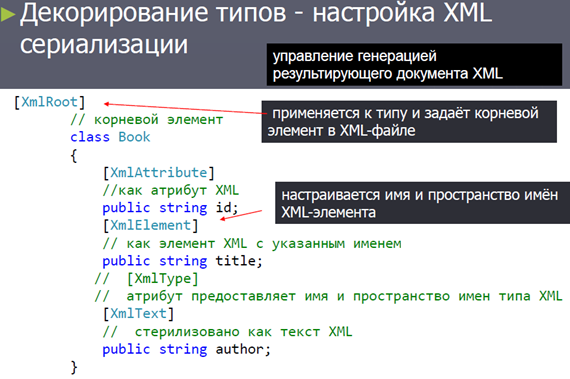 Декорирование типов - настройка XML
сериализации
управление генерацией
результирующего документа XML
[XmlRoot]
применяется к типу и задаёт корневой
элемент в XML-файле
// корневой элемент
class Book
{
[XmlAttribute]
//как атрибут XML
public string id;
настраивается имя и пространство имён
XML-элемента
[XmlElement]
// как элемент XML с указанным именем
public string title;
// [XmlType]
// атрибут предоставляет имя и пространство имен типа XML
[XmlText]
// стерилизовано как текст XML
public string author;
}